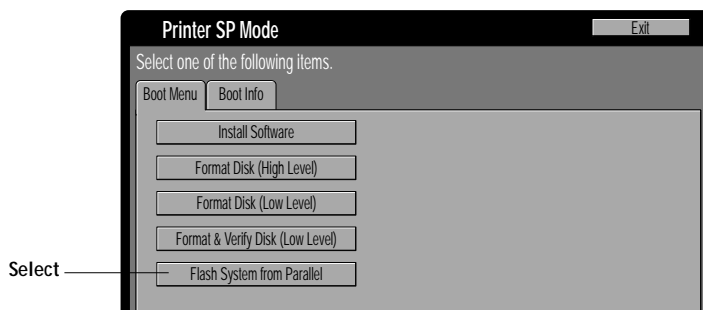 Printer SP Mode
Exit
Select one of the following items.
Boot Menu
Boot Info
Install Software
Format Disk (High Level)
Format Disk (Low Level)
Format & Verify Disk (Low Level)
Select
Flash System from Parallel